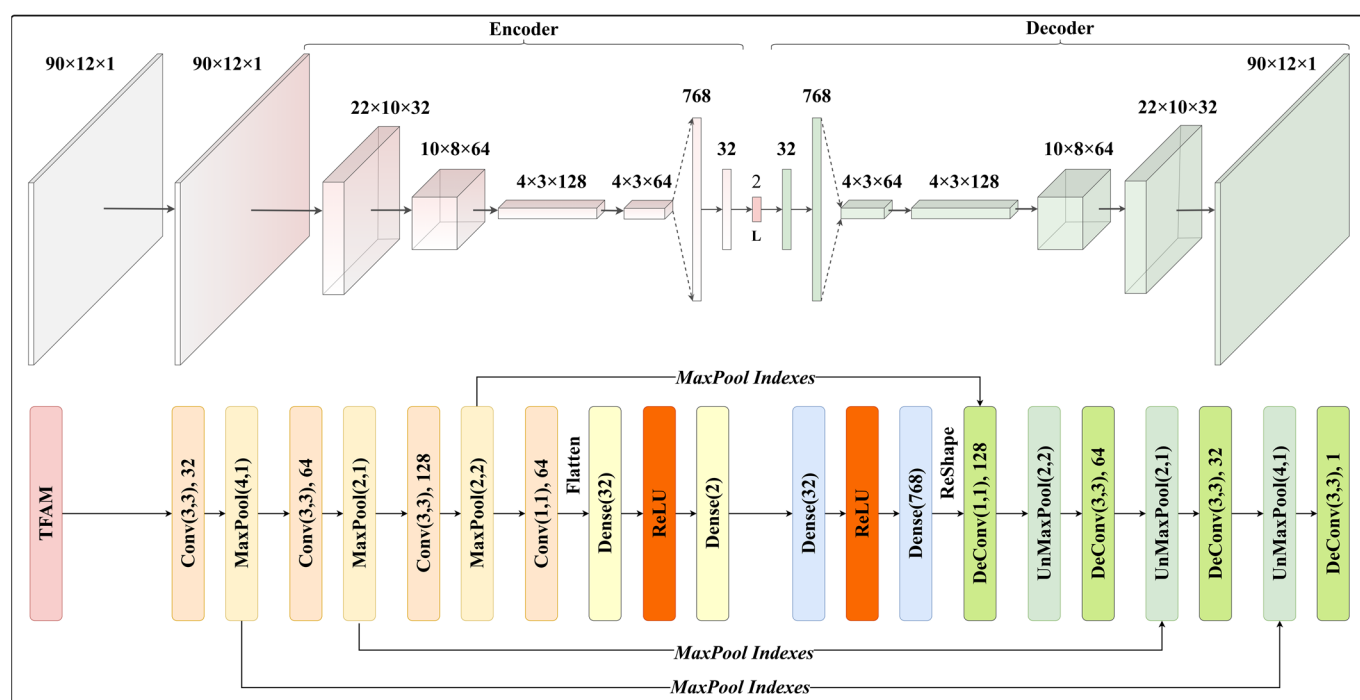 Encoder
Decoder
90×12×1
90×12×1
22×10×32
10×8×64
4×3×128
4×3×64
768
32
2
L
32
768
4×3×64
4×3×128
10×8×64
22×10×32
90×12×1
MaxPool Indexes
TFAM
Conv(3,3), 32
MaxPool(4,1)
Conv(3,3), 64
MaxPool(2,1)
Conv(3,3), 128
MaxPool(2,2)
Conv(1,1), 64
Flatten
Dense(32)
ReLU
Dense(2)
Dense(32)
ReLU
Dense(768)
ReShape
DeConv(1,1), 128
UnMaxPool(2,2)
DeConv(3,3), 64
UnMaxPool(2,1)
DeConv(3,3), 32
UnMaxPool(4,1)
DeConv(3,3), 1
MaxPool Indexes
MaxPool Indexes